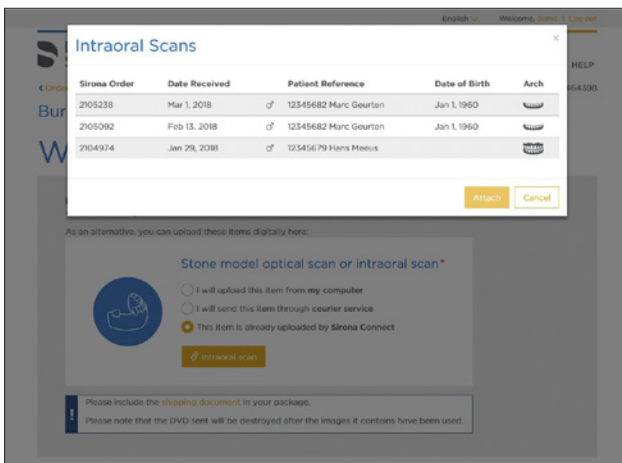 English
Welcome, | Log out
Intraoral Scans
×
HELP
Sirona Order Date Received Patient Reference Date of Birth Arch
2105238 Mar 1, 2018 ♂ 12345682 Marc Geurten Jan 1, 1960
2105092 Feb 13, 2018 ♂ 12345682 Marc Geurten Jan 1, 1960
2104974 Jan 29, 2018 ♂ 12345679 Hans Meeus
Attach Cancel
As an alternative, you can upload these items digitally here:
Stone model optical scan or intraoral scan*
I will upload this item from my computer
I will send this item through courier service
This item is already uploaded by Sirona Connect
Intraoral scan
! Please include the shipping document in your package.
Please note that the DVD sent will be destroyed after the images it contains have been used.